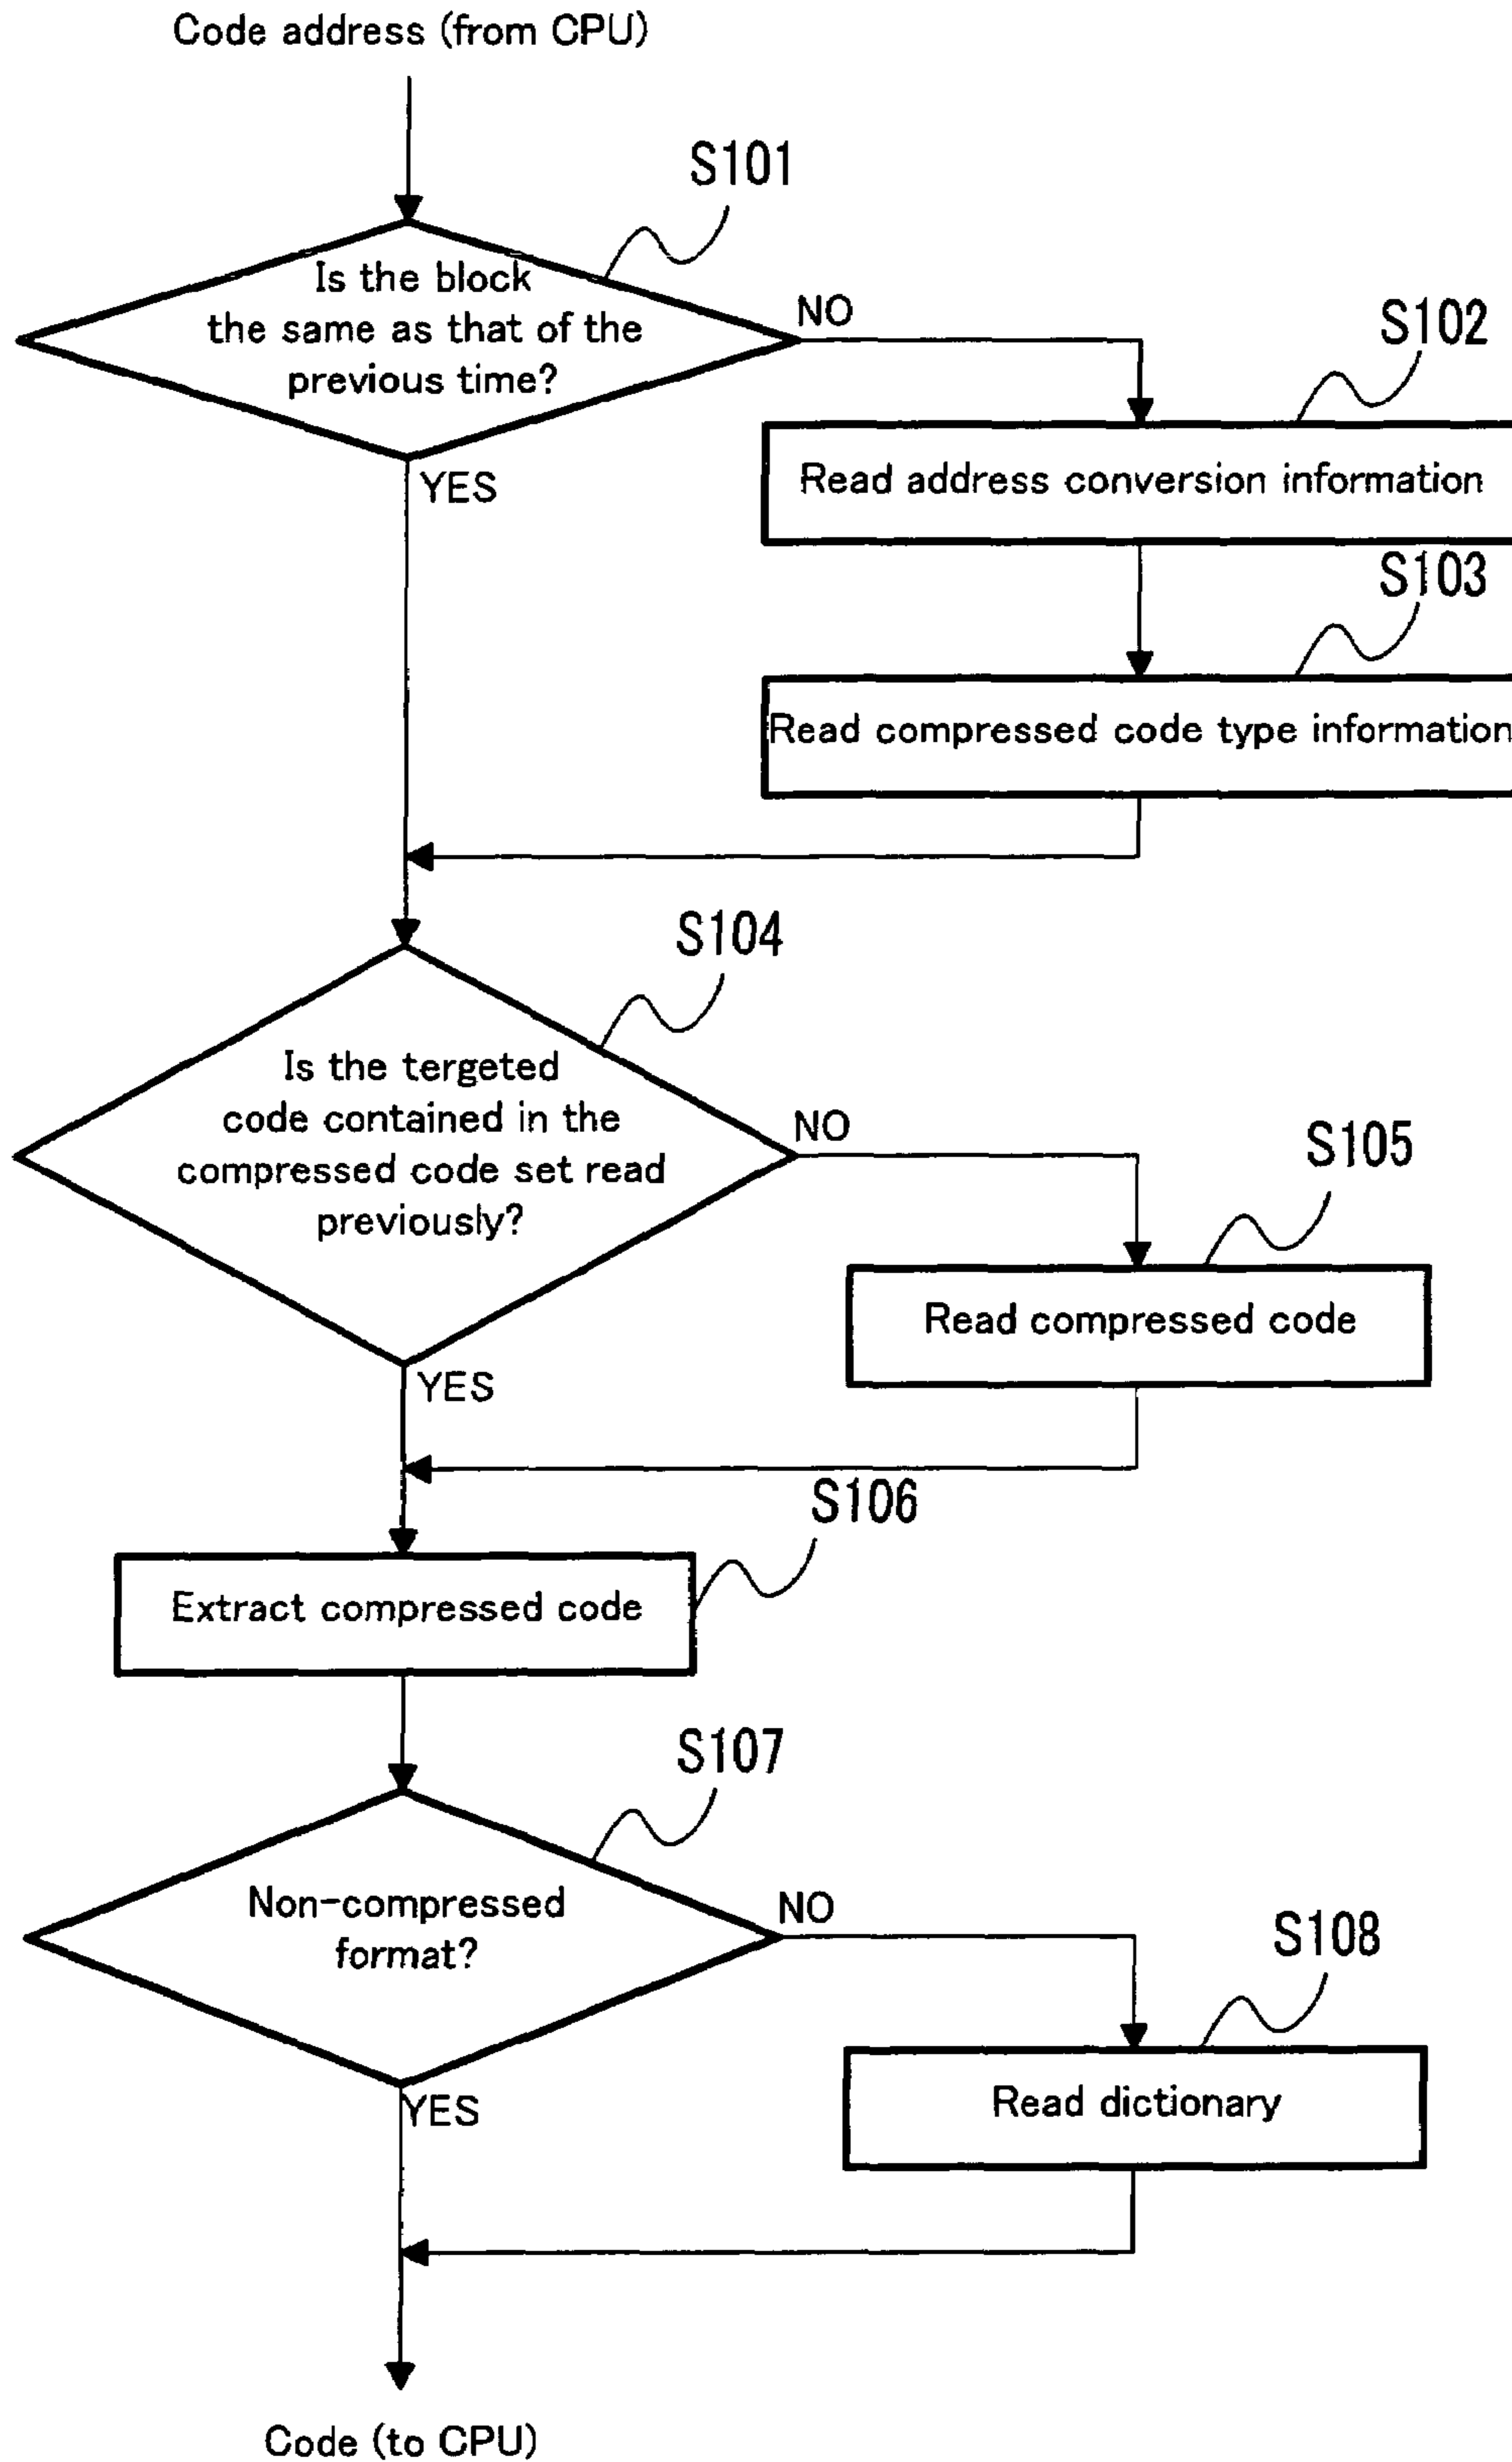 Code address (from CPU)
S101
Is the block
the same as that of the
previous time?
NO
YES
S102
Read address conversion information
S103
Read compressed code type information
S104
Is the tergeted
code contained in the
compressed code set read
previously?
NO
YES
S105
Read compressed code
S106
Extract compressed code
S107
Non-compressed
format?
NO
YES
S108
Read dictionary
Code (to CPU)